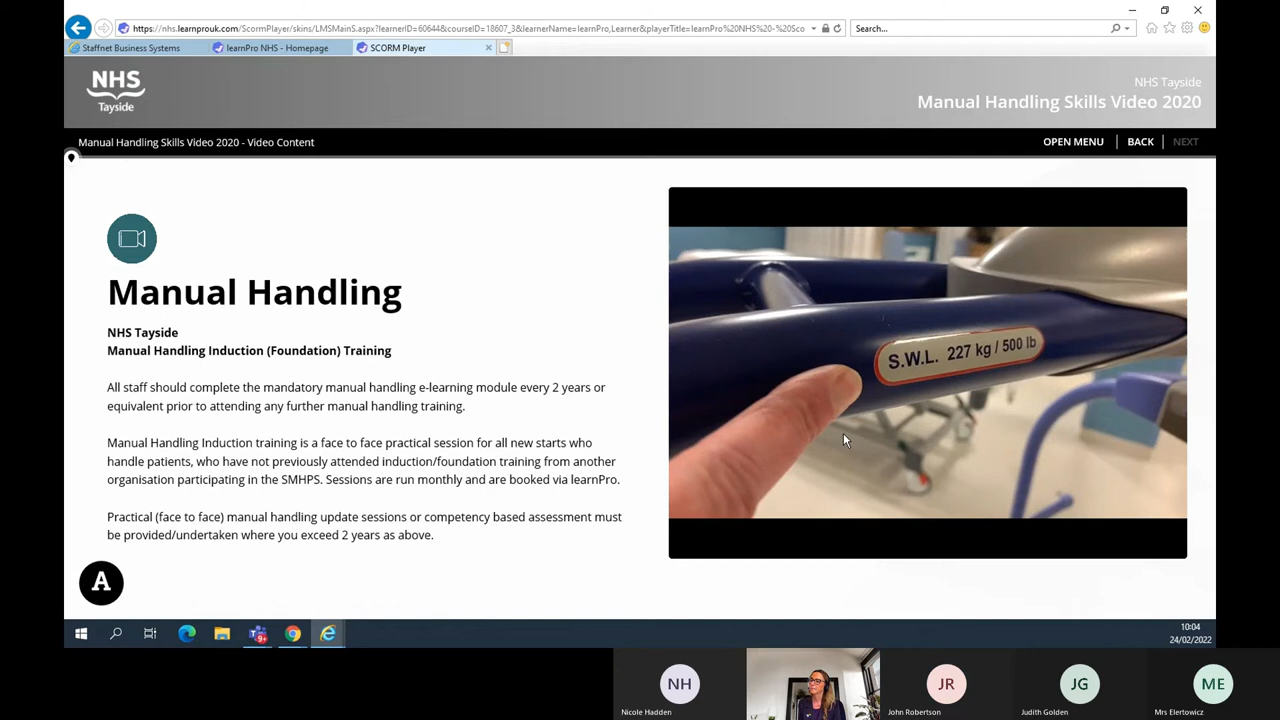 https://nhs.learnprouk.com/ScormPlayer/skins/LMSMainS.aspx?learnerID=60644&courseID=18607_3&learnerName=learnPro,Learner&playerTitle=learnPro%20NHS%20-%20Sco
Search...
Staffnet Business Systems
learnPro NHS - Homepage
SCORM Player
NHS
Tayside
NHS Tayside
Manual Handling Skills Video 2020
Manual Handling Skills Video 2020 - Video Content
OPEN MENU
BACK
NEXT
Manual Handling
NHS Tayside
Manual Handling Induction (Foundation) Training
All staff should complete the mandatory manual handling e-learning module every 2 years or
equivalent prior to attending any further manual handling training.
Manual Handling Induction training is a face to face practical session for all new starts who
handle patients, who have not previously attended induction/foundation training from another
organisation participating in the SMHPS. Sessions are run monthly and are booked via learnPro.
Practical (face to face) manual handling update sessions or competency based assessment must
be provided/undertaken where you exceed 2 years as above.
S.W.L. 227 kg / 500 lb
A
9+
10:04
24/02/2022
NH
Nicole Hadden
JR
John Robertson
JG
Judith Golden
ME
Mrs Elertowicz